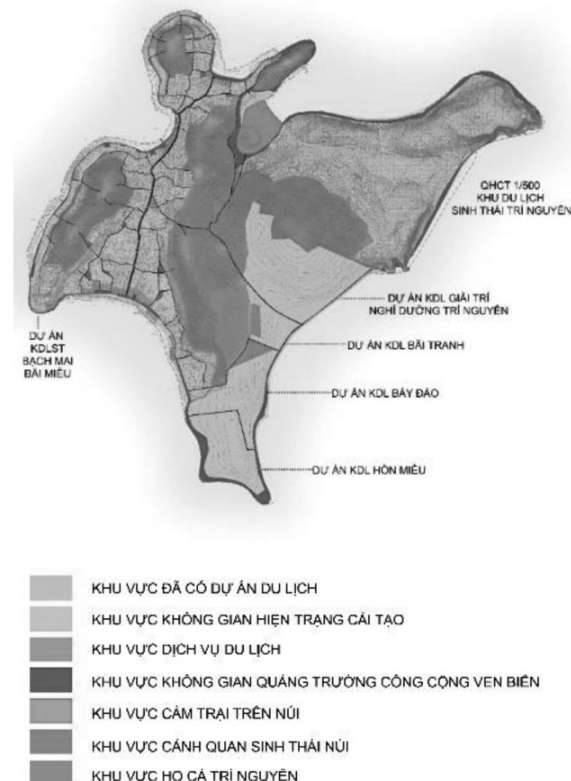 QHCT 1/500
KHU DU LỊCH
SINH THÁI TRÍ NGUYÊN
DỰ ÁN KDL GIẢI TRÍ
NGHỈ DƯỠNG TRÍ NGUYÊN
DỰ ÁN
KDLST
BẠCH MAI
BÃI MIẾU
DỰ ÁN KDL BÃI TRANH
DỰ ÁN KDL BẢY ĐẢO
DỰ ÁN KDL HÒN MIỄU
KHU VỰC ĐÃ CÓ DỰ ÁN DU LỊCH
KHU VỰC KHÔNG GIAN HIỆN TRẠNG CẢI TẠO
KHU VỰC DỊCH VỤ DU LỊCH
KHU VỰC KHÔNG GIAN QUẢNG TRƯỜNG CÔNG CỘNG VEN BIỂN
KHU VỰC CẮM TRẠI TRÊN NÚI
KHU VỰC CẢNH QUAN SINH THÁI NÚI
KHU VỰC HỒ CÁ TRÍ NGUYÊN